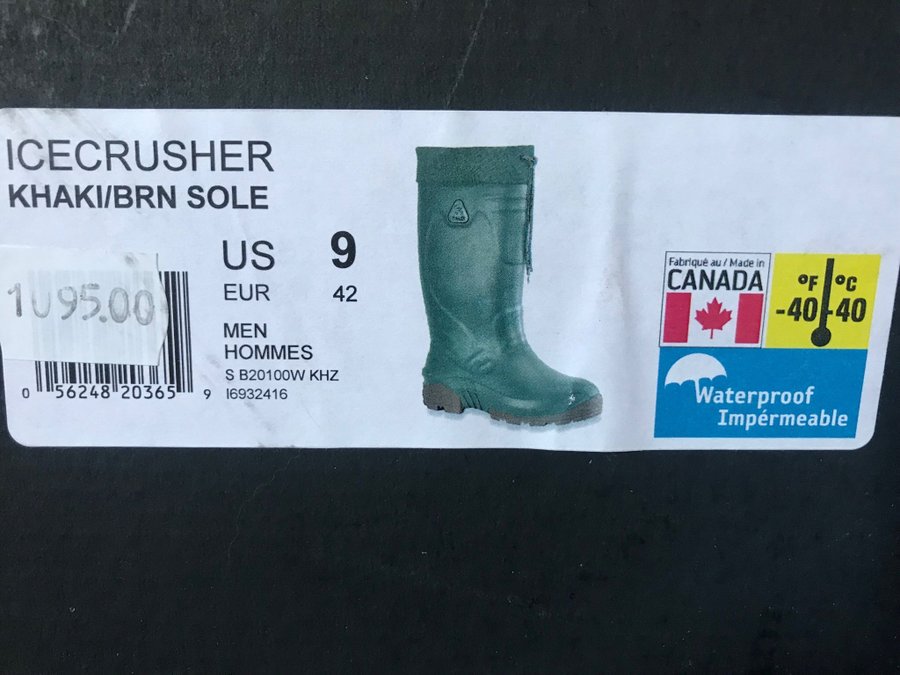 ICECRUSHER
KHAKI/BRN SOLE
US 9
EUR 42
MEN
HOMMES
S B20100W KHZ
I6932416
1095.00
0 56248 20365 9
Fabriqué au / Made in
CANADA
°F °C
-40 -40
Waterproof
Impérmeable